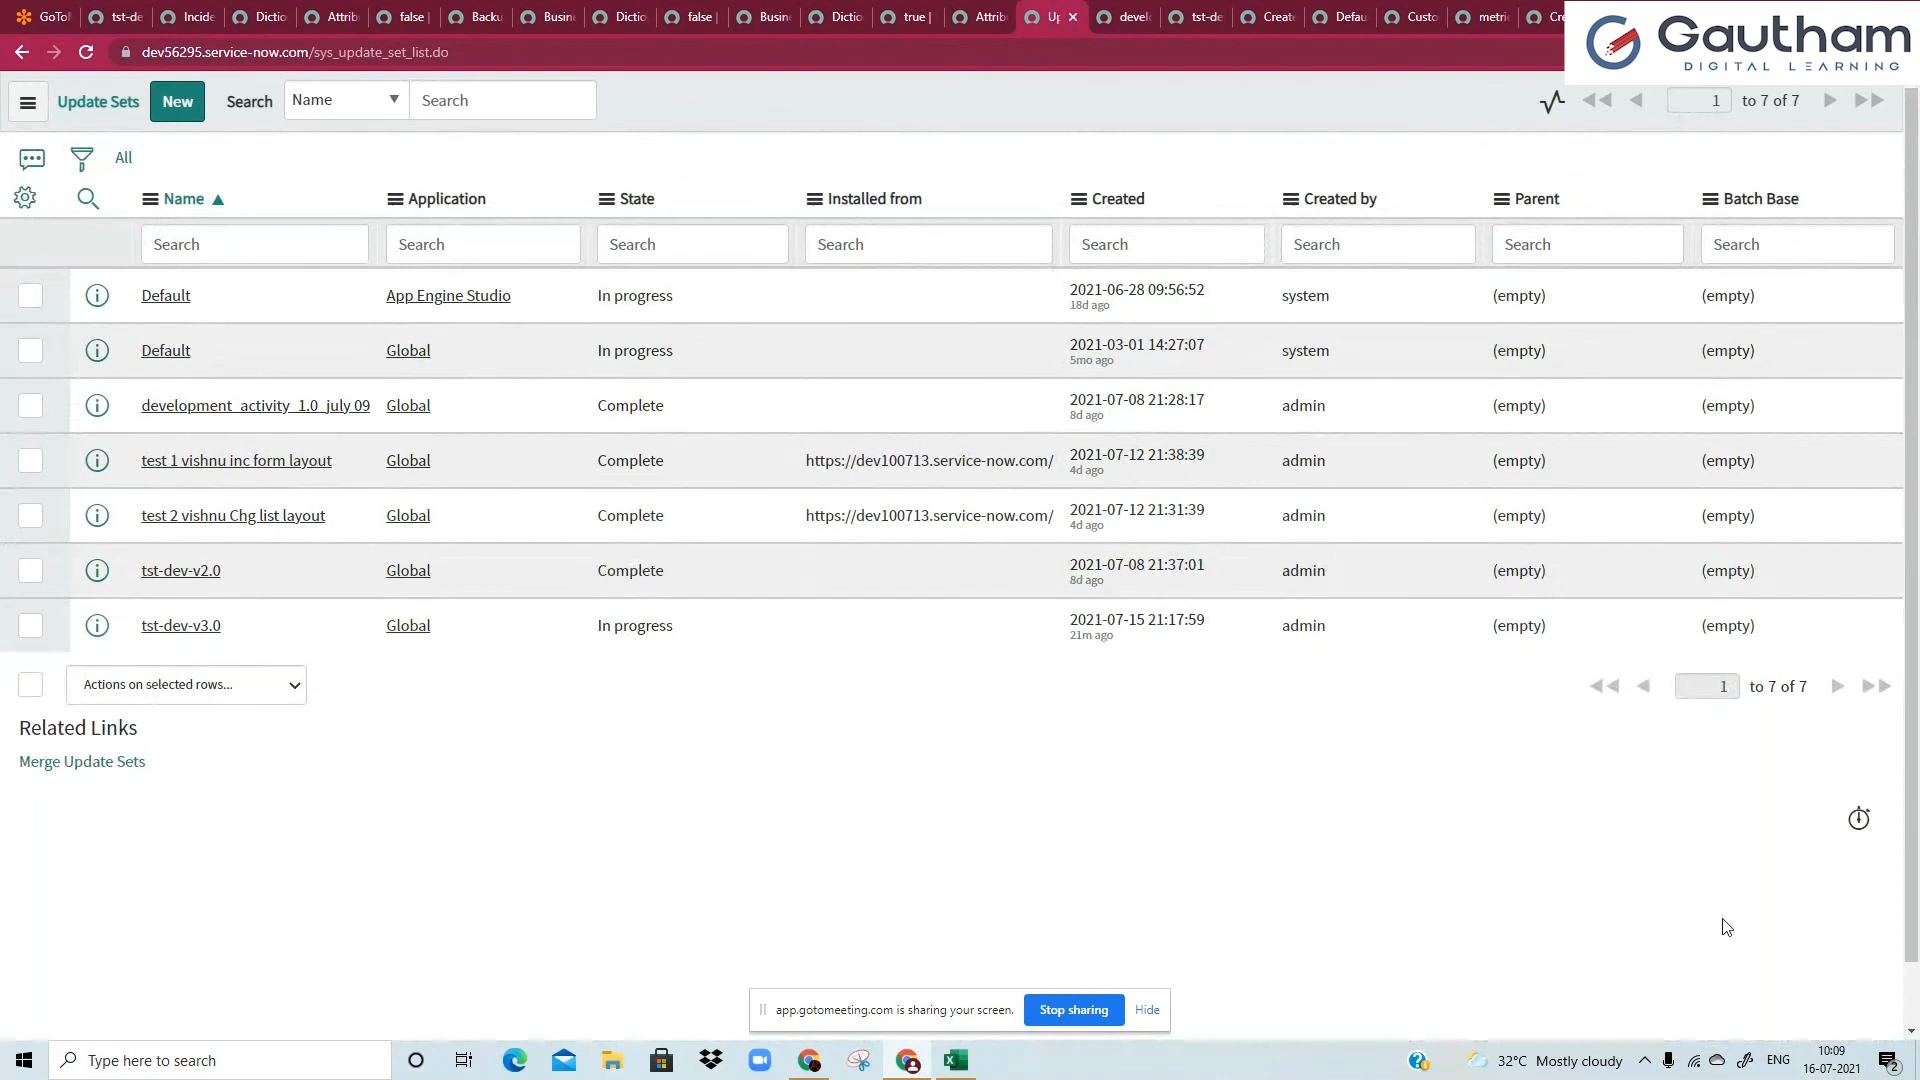 GoTo!
tst-de
Incide
Dictio
Attrib
false |
Backu
Busin
Dictio
false |
Busin
Dictio
true |
Attrib
Up
develo
tst-de
Create
Defau
Custo
metri
Cre
Gautham
DIGITAL LEARNING
dev56295.service-now.com/sys_update_set_list.do
Update Sets New Search Name Search 1 to 7 of 7
All
Name Application State Installed from Created Created by Parent Batch Base
Search Search Search Search Search Search Search Search
Default App Engine Studio In progress 2021-06-28 09:56:52 system (empty) (empty)
18d ago
Default Global In progress 2021-03-01 14:27:07 system (empty) (empty)
5mo ago
development_activity_1.0_july 09 Global Complete 2021-07-08 21:28:17 admin (empty) (empty)
8d ago
test 1 vishnu inc form layout Global Complete https://dev100713.service-now.com/ 2021-07-12 21:38:39 admin (empty) (empty)
4d ago
test 2 vishnu Chg list layout Global Complete https://dev100713.service-now.com/ 2021-07-12 21:31:39 admin (empty) (empty)
4d ago
tst-dev-v2.0 Global Complete 2021-07-08 21:37:01 admin (empty) (empty)
8d ago
tst-dev-v3.0 Global In progress 2021-07-15 21:17:59 admin (empty) (empty)
21m ago
Actions on selected rows... 1 to 7 of 7
Related Links
Merge Update Sets
app.gotomeeting.com is sharing your screen. Stop sharing Hide
Type here to search
32°C Mostly cloudy
ENG
10:09
16-07-2021
2